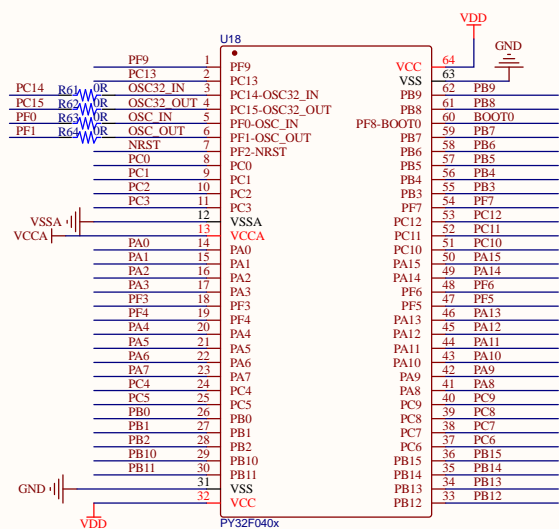 U18
VDD
GND
PF9 1 PF9 VCC 64
PC13 2 PC13 VSS 63
PC14 R61 0R OSC32_IN 3 PC14-OSC32_IN PB9 62 PB9
PC15 R62 0R OSC32_OUT 4 PC15-OSC32_OUT PB8 61 PB8
PF0 R63 0R OSC_IN 5 PF0-OSC_IN PF8-BOOT0 60 BOOT0
PF1 R64 0R OSC_OUT 6 PF1-OSC_OUT PB7 59 PB7
NRST 7 PF2-NRST PB6 58 PB6
PC0 8 PC0 PB5 57 PB5
PC1 9 PC1 PB4 56 PB4
PC2 10 PC2 PB3 55 PB3
PC3 11 PC3 PF7 54 PF7
VSSA 12 VSSA PC12 53 PC12
VCCA 13 VCCA PC11 52 PC11
PA0 14 PA0 PC10 51 PC10
PA1 15 PA1 PA15 50 PA15
PA2 16 PA2 PA14 49 PA14
PA3 17 PA3 PF6 48 PF6
PF3 18 PF3 PF5 47 PF5
PF4 19 PF4 PA13 46 PA13
PA4 20 PA4 PA12 45 PA12
PA5 21 PA5 PA11 44 PA11
PA6 22 PA6 PA10 43 PA10
PA7 23 PA7 PA9 42 PA9
PC4 24 PC4 PA8 41 PA8
PC5 25 PC5 PC9 40 PC9
PB0 26 PB0 PC8 39 PC8
PB1 27 PB1 PC7 38 PC7
PB2 28 PB2 PC6 37 PC6
PB10 29 PB10 PB15 36 PB15
PB11 30 PB11 PB14 35 PB14
GND 31 VSS PB13 34 PB13
32 VCC PB12 33 PB12
VDD
PY32F040x